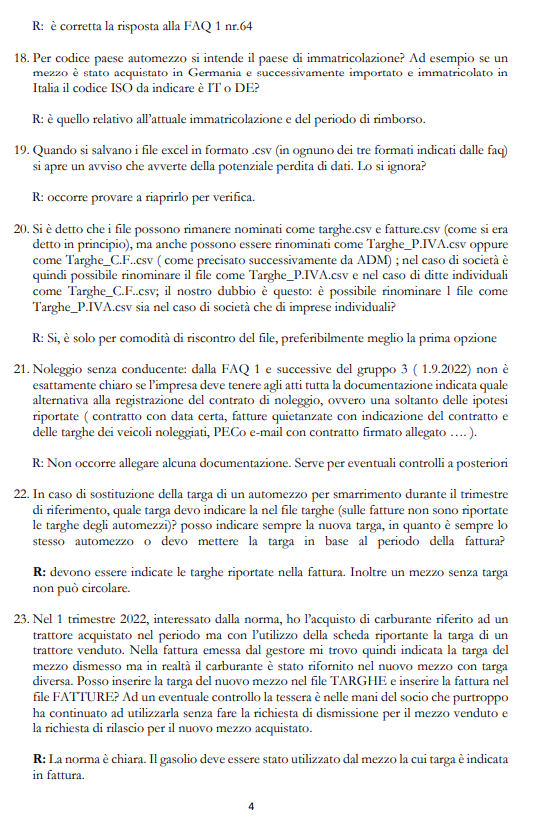 R: è corretta la risposta alla FAQ 1 nr.64
18. Per codice paese automezzo si intende il paese di immatricolazione? Ad esempio se un
mezzo è stato acquistato in Germania e successivamente importato e immatricolato in
Italia il codice ISO da indicare è IT o DE?
R: è quello relativo all'attuale immatricolazione e del periodo di rimborso.
19. Quando si salvano i file excel in formato .csv (in ognuno dei tre formati indicati dalle faq)
si apre un avviso che avverte della potenziale perdita di dati. Lo si ignora?
R: occorre provare a riaprirlo per verifica.
20. Si è detto che i file possono rimanere nominati come targhe.csv e fatture.csv (come si era
detto in principio), ma anche possono essere rinominati come Targhe_P.IVA.csv oppure
come Targhe_C.F..csv ( come precisato successivamente da ADM) ; nel caso di società è
quindi possibile rinominare il file come Targhe_P.IVA.csv e nel caso di ditte individuali
come Targhe_C.F..csv; il nostro dubbio è questo: è possibile rinominare l file come
Targhe_P.IVA.csv sia nel caso di società che di imprese individuali?
R: Si, è solo per comodità di riscontro del file, preferibilmente meglio la prima opzione
21. Noleggio senza conducente: dalla FAQ 1 e successive del gruppo 3 ( 1.9.2022) non è
esattamente chiaro se l'impresa deve tenere agli atti tutta la documentazione indicata quale
alternativa alla registrazione del contrato di noleggio, ovvero una soltanto delle ipotesi
riportate ( contratto con data certa, fatture quietanzate con indicazione del contratto e
delle targhe dei veicoli noleggiati, PECo e-mail con contratto firmato allegato …. ).
R: Non occorre allegare alcuna documentazione. Serve per eventuali controlli a posteriori
22. In caso di sostituzione della targa di un automezzo per smarrimento durante il trimestre
di riferimento, quale targa devo indicare la nel file targhe (sulle fatture non sono riportate
le targhe degli automezzi)? posso indicare sempre la nuova targa, in quanto è sempre lo
stesso automezzo o devo mettere la targa in base al periodo della fattura?
R: devono essere indicate le targhe riportate nella fattura. Inoltre un mezzo senza targa
non può circolare.
23. Nel 1 trimestre 2022, interessato dalla norma, ho l'acquisto di carburante riferito ad un
trattore acquistato nel periodo ma con l'utilizzo della scheda riportante la targa di un
trattore venduto. Nella fattura emessa dal gestore mi trovo quindi indicata la targa del
mezzo dismesso ma in realtà il carburante è stato rifornito nel nuovo mezzo con targa
diversa. Posso inserire la targa del nuovo mezzo nel file TARGHE e inserire la fattura nel
file FATTURE? Ad un eventuale controllo la tessera è nelle mani del socio che purtroppo
ha continuato ad utilizzarla senza fare la richiesta di dismissione per il mezzo venduto e
la richiesta di rilascio per il nuovo mezzo acquistato.
R: La norma è chiara. Il gasolio deve essere stato utilizzato dal mezzo la cui targa è indicata
in fattura.
4